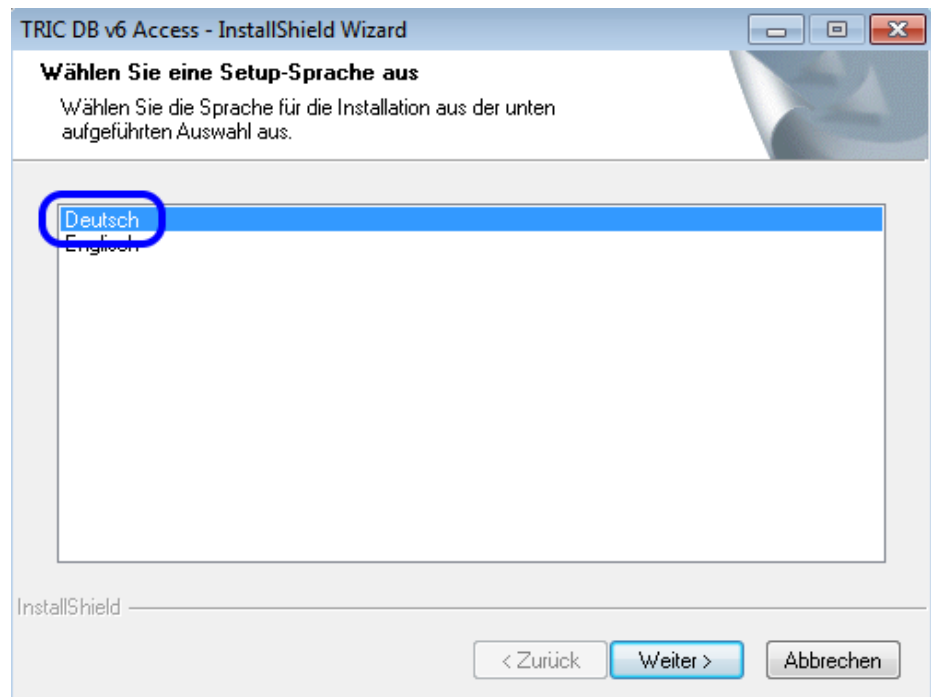 TRIC DB v6 Access - InstallShield Wizard
Wählen Sie eine Setup-Sprache aus
Wählen Sie die Sprache für die Installation aus der unten
aufgeführten Auswahl aus.
Deutsch
Englisch
InstallShield
< Zurück Weiter > Abbrechen